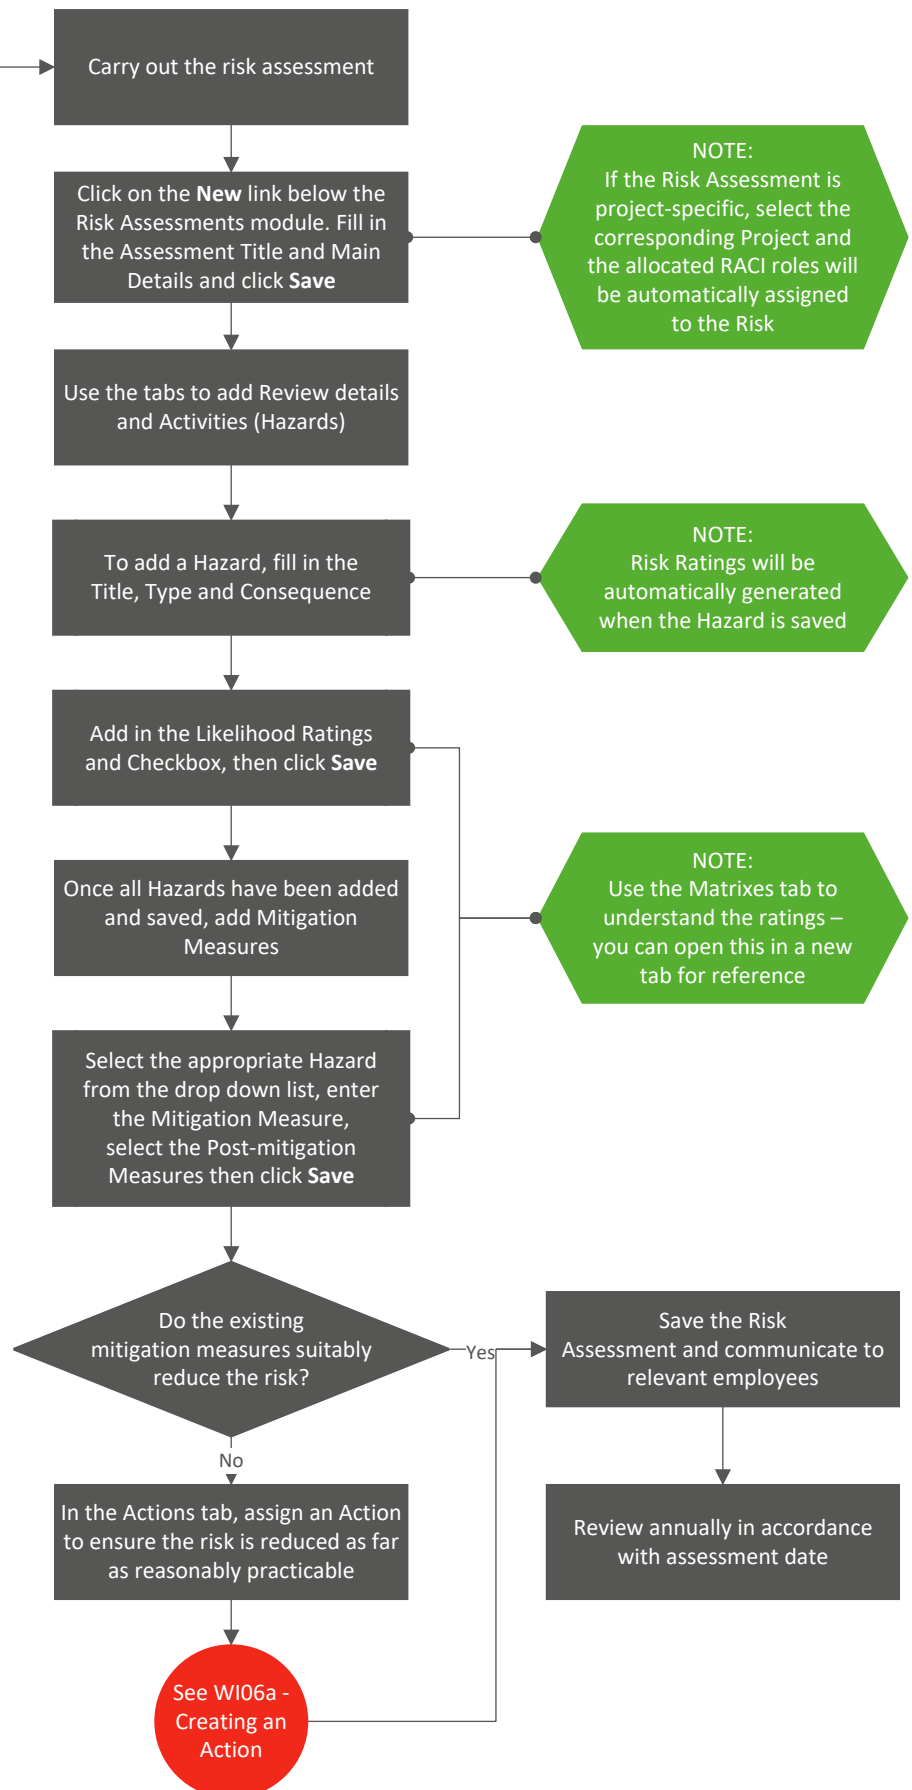 Carry out the risk assessment
Click on the New link below the
Risk Assessments module. Fill in
the Assessment Title and Main
Details and click Save
NOTE:
If the Risk Assessment is
project-specific, select the
corresponding Project and
the allocated RACI roles will
be automatically assigned
to the Risk
Use the tabs to add Review details
and Activities (Hazards)
To add a Hazard, fill in the
Title, Type and Consequence
NOTE:
Risk Ratings will be
automatically generated
when the Hazard is saved
Add in the Likelihood Ratings
and Checkbox, then click Save
Once all Hazards have been added
and saved, add Mitigation
Measures
NOTE:
Use the Matrixes tab to
understand the ratings –
you can open this in a new
tab for reference
Select the appropriate Hazard
from the drop down list, enter
the Mitigation Measure,
select the Post-mitigation
Measures then click Save
Do the existing
mitigation measures suitably
reduce the risk?
Yes
Save the Risk
Assessment and communicate to
relevant employees
No
In the Actions tab, assign an Action
to ensure the risk is reduced as far
as reasonably practicable
Review annually in accordance
with assessment date
See WI06a -
Creating an
Action